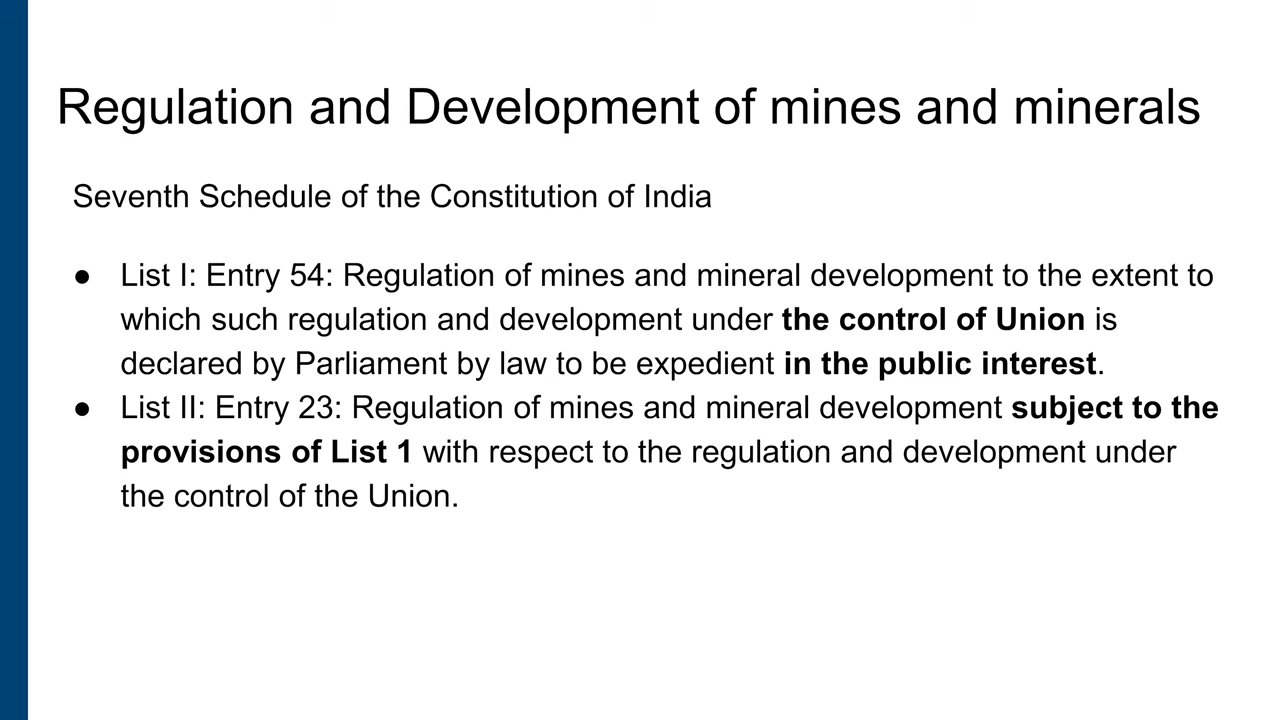 Regulation and Development of mines and minerals
Seventh Schedule of the Constitution of India
● List I: Entry 54: Regulation of mines and mineral development to the extent to
which such regulation and development under the control of Union is
declared by Parliament by law to be expedient in the public interest.
● List II: Entry 23: Regulation of mines and mineral development subject to the
provisions of List 1 with respect to the regulation and development under
the control of the Union.